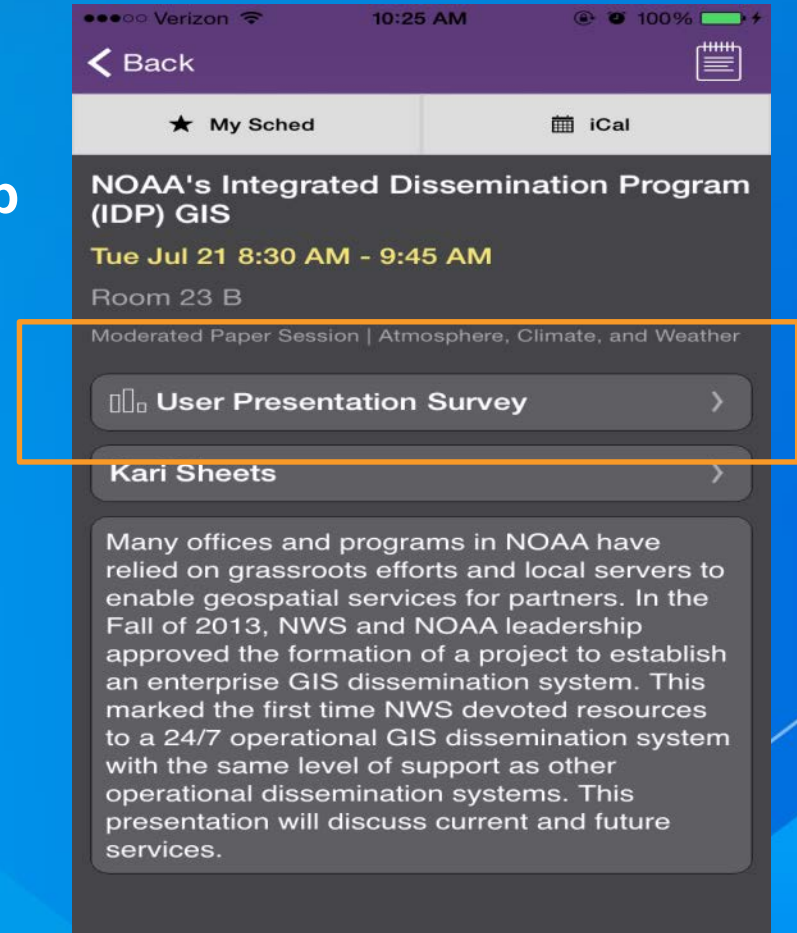 Verizon 10:25 AM 100%
Back
My Sched iCal
NOAA's Integrated Dissemination Program
(IDP) GIS
p
Tue Jul 21 8:30 AM - 9:45 AM
Room 23 B
Moderated Paper Session | Atmosphere, Climate, and Weather
User Presentation Survey
Kari Sheets
Many offices and programs in NOAA have
relied on grassroots efforts and local servers to
enable geospatial services for partners. In the
Fall of 2013, NWS and NOAA leadership
approved the formation of a project to establish
an enterprise GIS dissemination system. This
marked the first time NWS devoted resources
to a 24/7 operational GIS dissemination system
with the same level of support as other
operational dissemination systems. This
presentation will discuss current and future
services.